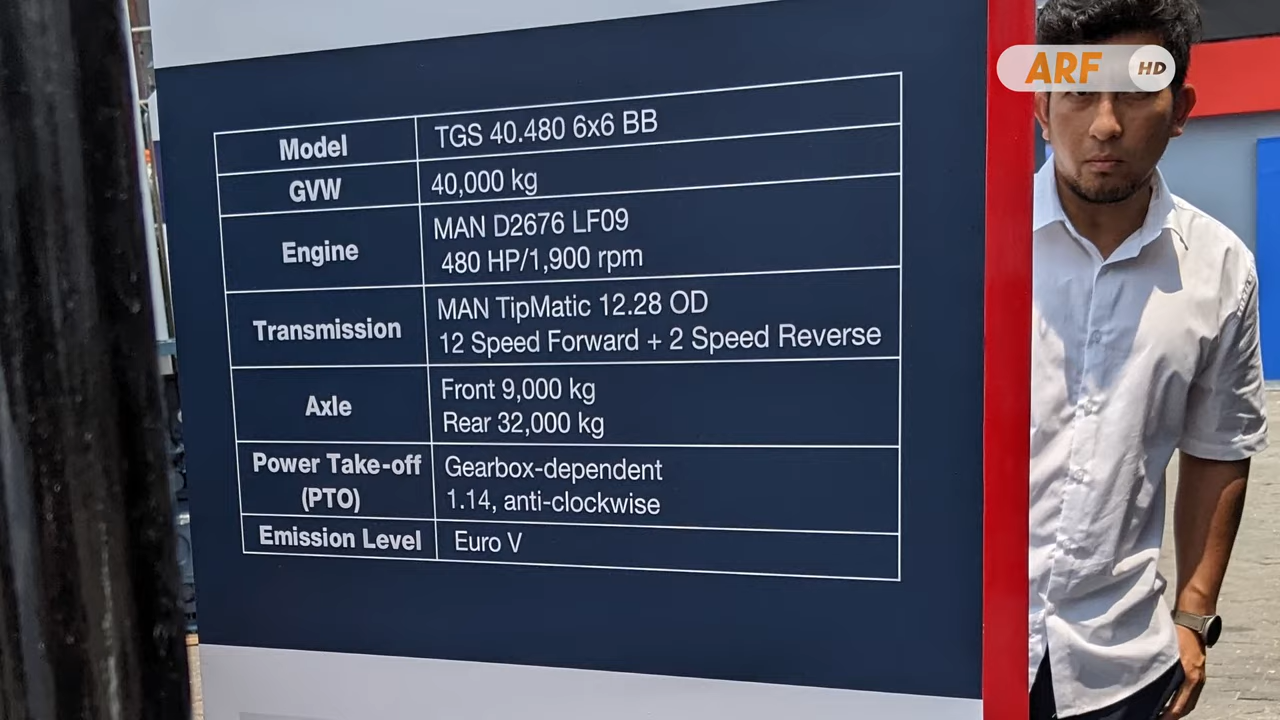 ARF HD
Model TGS 40.480 6x6 BB
GVW 40,000 kg
Engine MAN D2676 LF09
480 HP/1,900 rpm
Transmission MAN TipMatic 12.28 OD
12 Speed Forward + 2 Speed Reverse
Axle Front 9,000 kg
Rear 32,000 kg
Power Take-off Gearbox-dependent
(PTO) 1.14, anti-clockwise
Emission Level Euro V